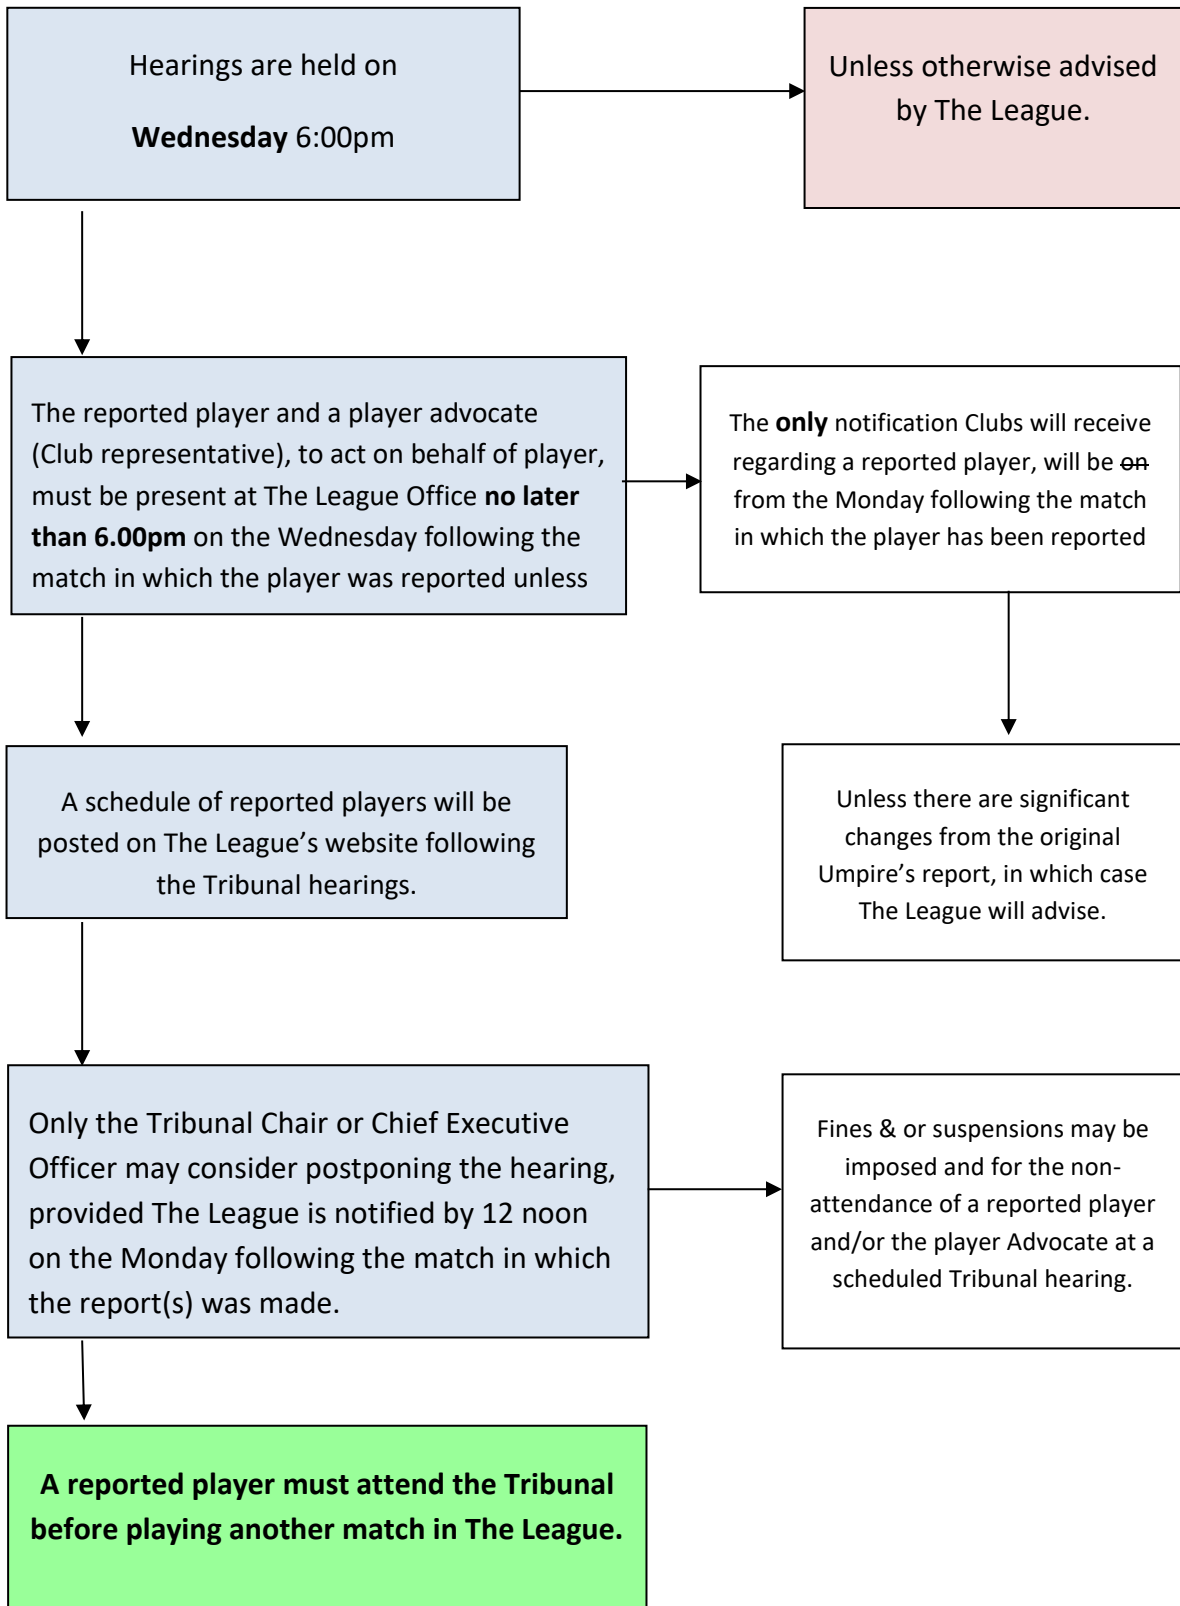 Hearings are held on
Wednesday 6:00pm
Unless otherwise advised
by The League.
The reported player and a player advocate
(Club representative), to act on behalf of player,
must be present at The League Office no later
than 6.00pm on the Wednesday following the
match in which the player was reported unless
The only notification Clubs will receive
regarding a reported player, will be on
from the Monday following the match
in which the player has been reported
A schedule of reported players will be
posted on The League’s website following
the Tribunal hearings.
Unless there are significant
changes from the original
Umpire’s report, in which case
The League will advise.
Only the Tribunal Chair or Chief Executive
Officer may consider postponing the hearing,
provided The League is notified by 12 noon
on the Monday following the match in which
the report(s) was made.
Fines & or suspensions may be
imposed and for the non-
attendance of a reported player
and/or the player Advocate at a
scheduled Tribunal hearing.
A reported player must attend the Tribunal
before playing another match in The League.